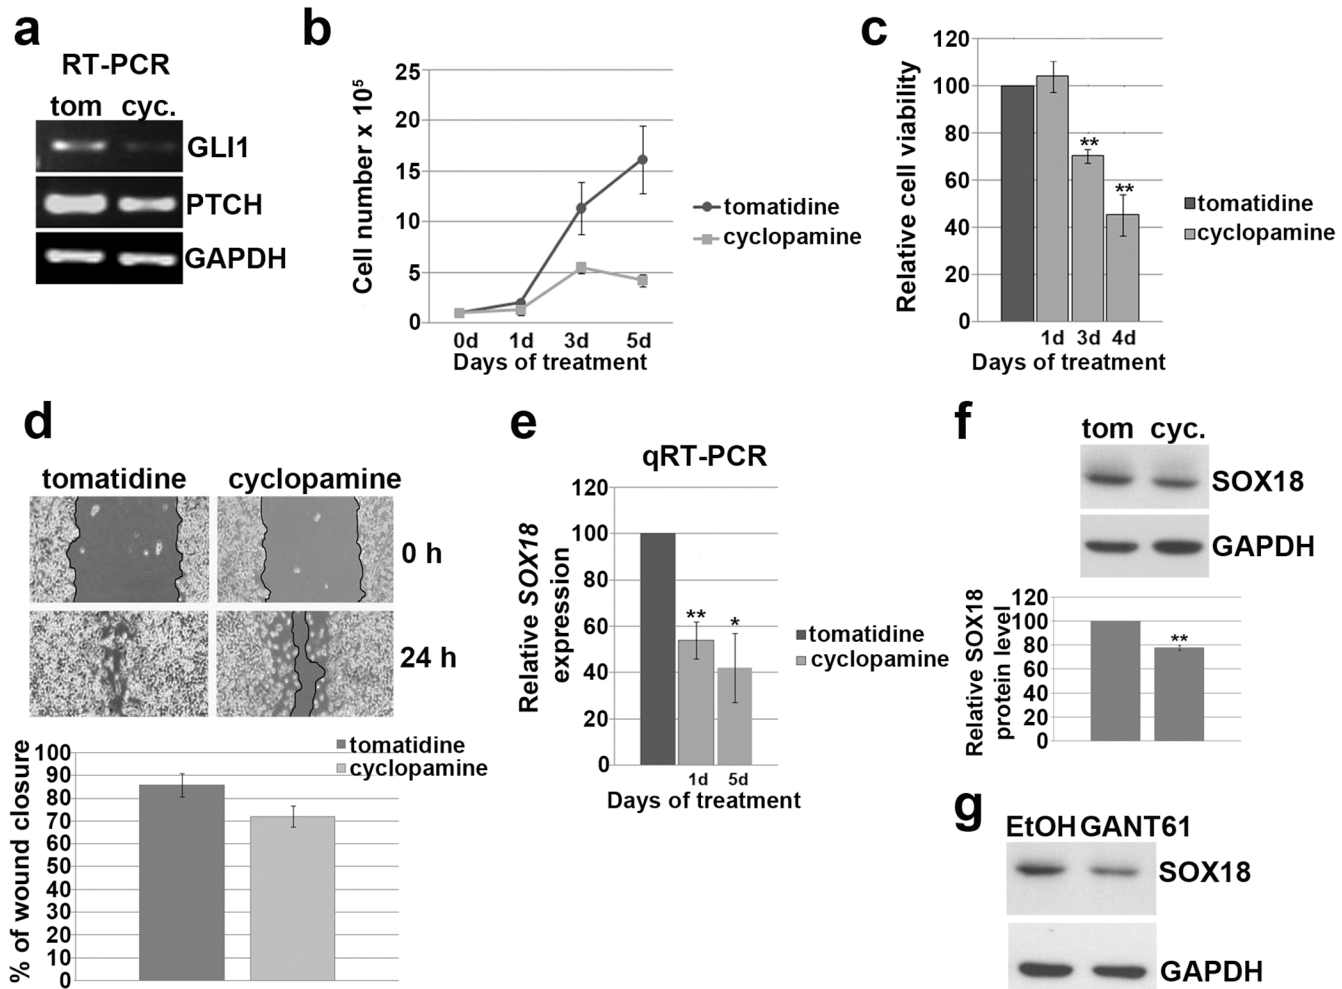 a
RT-PCR
tom cyc.
GLI1
PTCH
GAPDH
b
Cell number x 10⁵
25
20
15
10
5
0
0d 1d 3d 5d
Days of treatment
tomatidine
cyclopamine
c
Relative cell viability
120
100
80
60
40
20
0
**
**
1d 3d 4d
Days of treatment
tomatidine
cyclopamine
d
tomatidine cyclopamine
0 h
24 h
% of wound closure
100
90
80
70
60
50
40
30
20
10
0
tomatidine
cyclopamine
e
qRT-PCR
Relative SOX18
expression
120
100
80
60
40
20
0
**
*
1d 5d
Days of treatment
tomatidine
cyclopamine
f
tom cyc.
SOX18
GAPDH
Relative SOX18
protein level
120
100
80
60
40
20
0
**
g
EtOH GANT61
SOX18
GAPDH